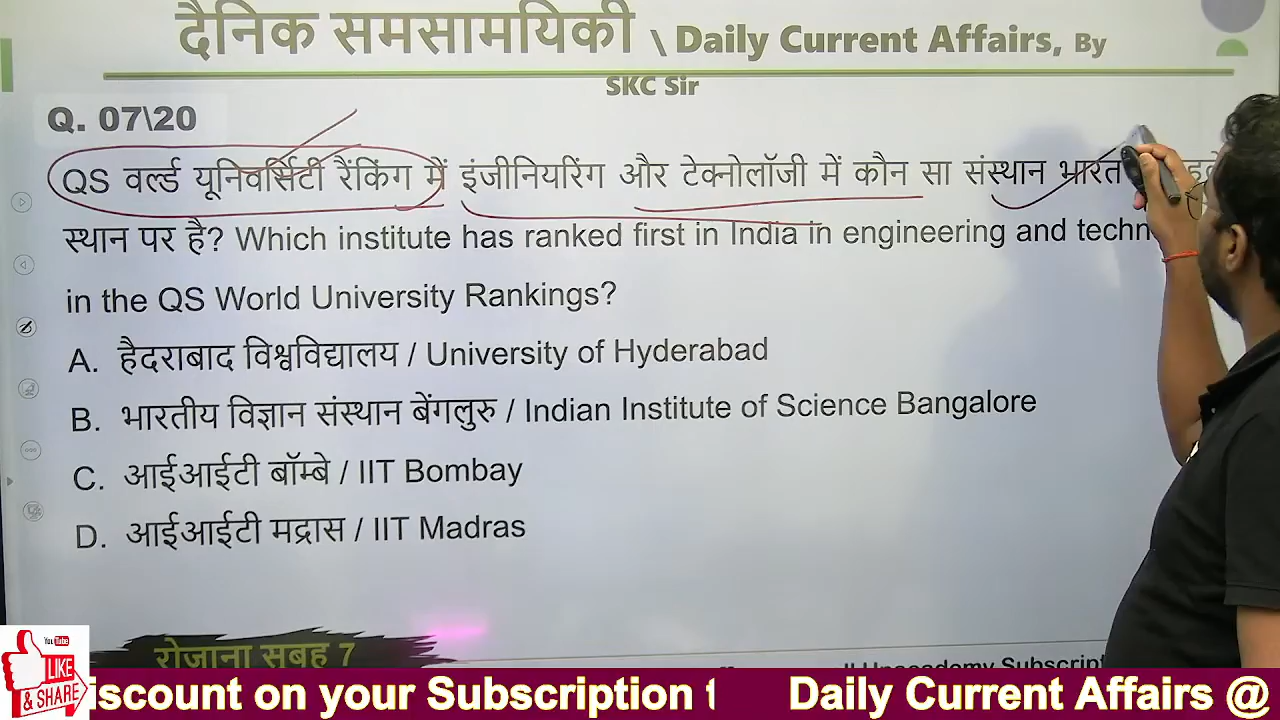 दैनिक समसामयिकी \ Daily Current Affairs, By
SKC Sir
Q. 07\20
QS वर्ल्ड यूनिवर्सिटी रैंकिंग में इंजीनियरिंग और टेक्नोलॉजी में कौन सा संस्थान भारत
स्थान पर है? Which institute has ranked first in India in engineering and techn
in the QS World University Rankings?
A. हैदराबाद विश्वविद्यालय / University of Hyderabad
B. भारतीय विज्ञान संस्थान बेंगलुरु / Indian Institute of Science Bangalore
C. आईआईटी बॉम्बे / IIT Bombay
D. आईआईटी मद्रास / IIT Madras
रोजाना सुबह 7
You Tube
LIKE
& SHARE
iscount on your Subscription t Daily Current Affairs @